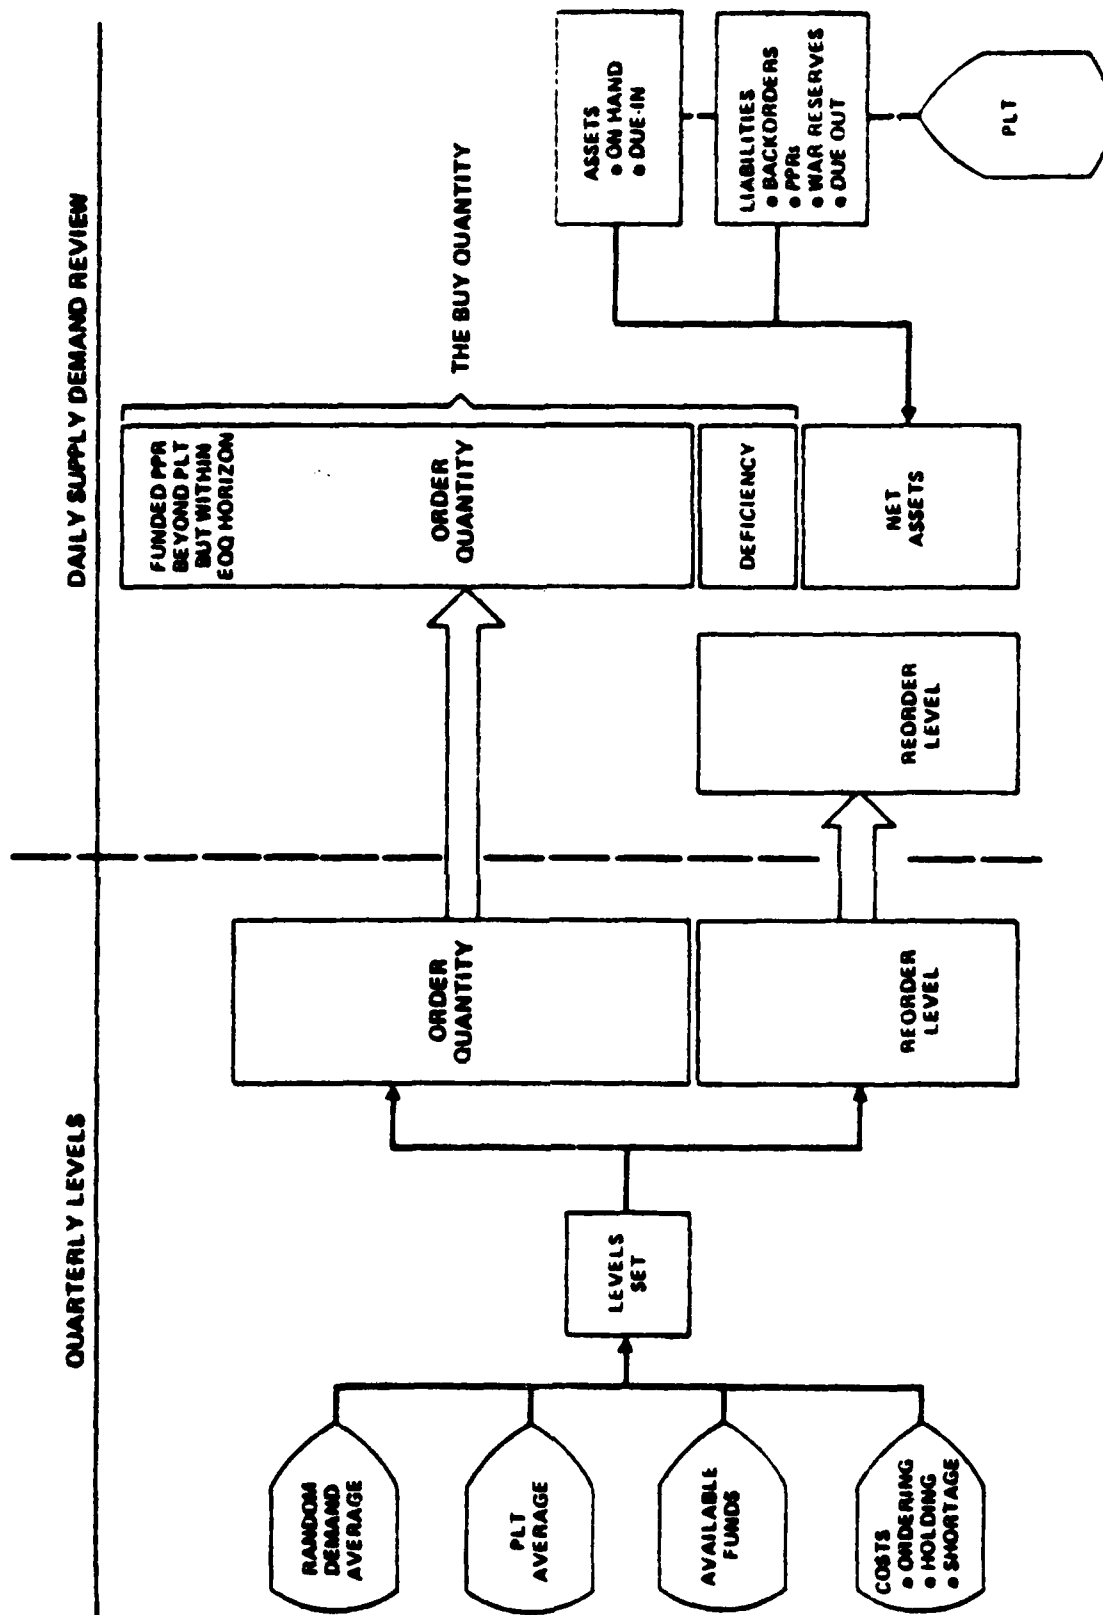 QUARTERLY LEVELS
DAILY SUPPLY DEMAND REVIEW
RANDOM
DEMAND
AVERAGE
PLT
AVERAGE
AVAILABLE
FUNDS
COSTS
• ORDERING
• HOLDING
• SHORTAGE
LEVELS
SET
ORDER
QUANTITY
REORDER
LEVEL
REORDER
LEVEL
FUNDED PPR
BEYOND PLT
BUT WITHIN
EOQ HORIZON
ORDER
QUANTITY
DEFICIENCY
NET
ASSETS
THE BUY QUANTITY
ASSETS
• ON HAND
• DUE-IN
LIABILITIES
• BACKORDERS
• PPRs
• WAR RESERVES
• DUE OUT
PLT